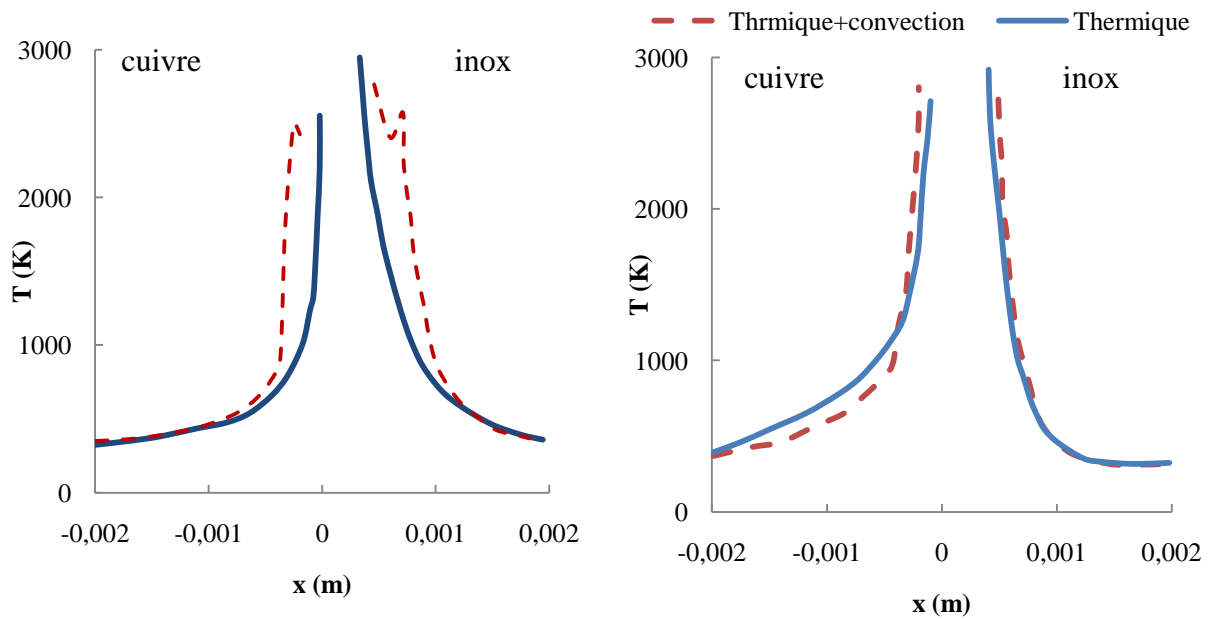 Thrmique+convection Thermique
3000
cuivre inox
2000
T (K)
1000
0
-0,002 -0,001 0 0,001 0,002
x (m)
3000
cuivre inox
2000
T (K)
1000
0
-0,002 -0,001 0 0,001 0,002
x (m)